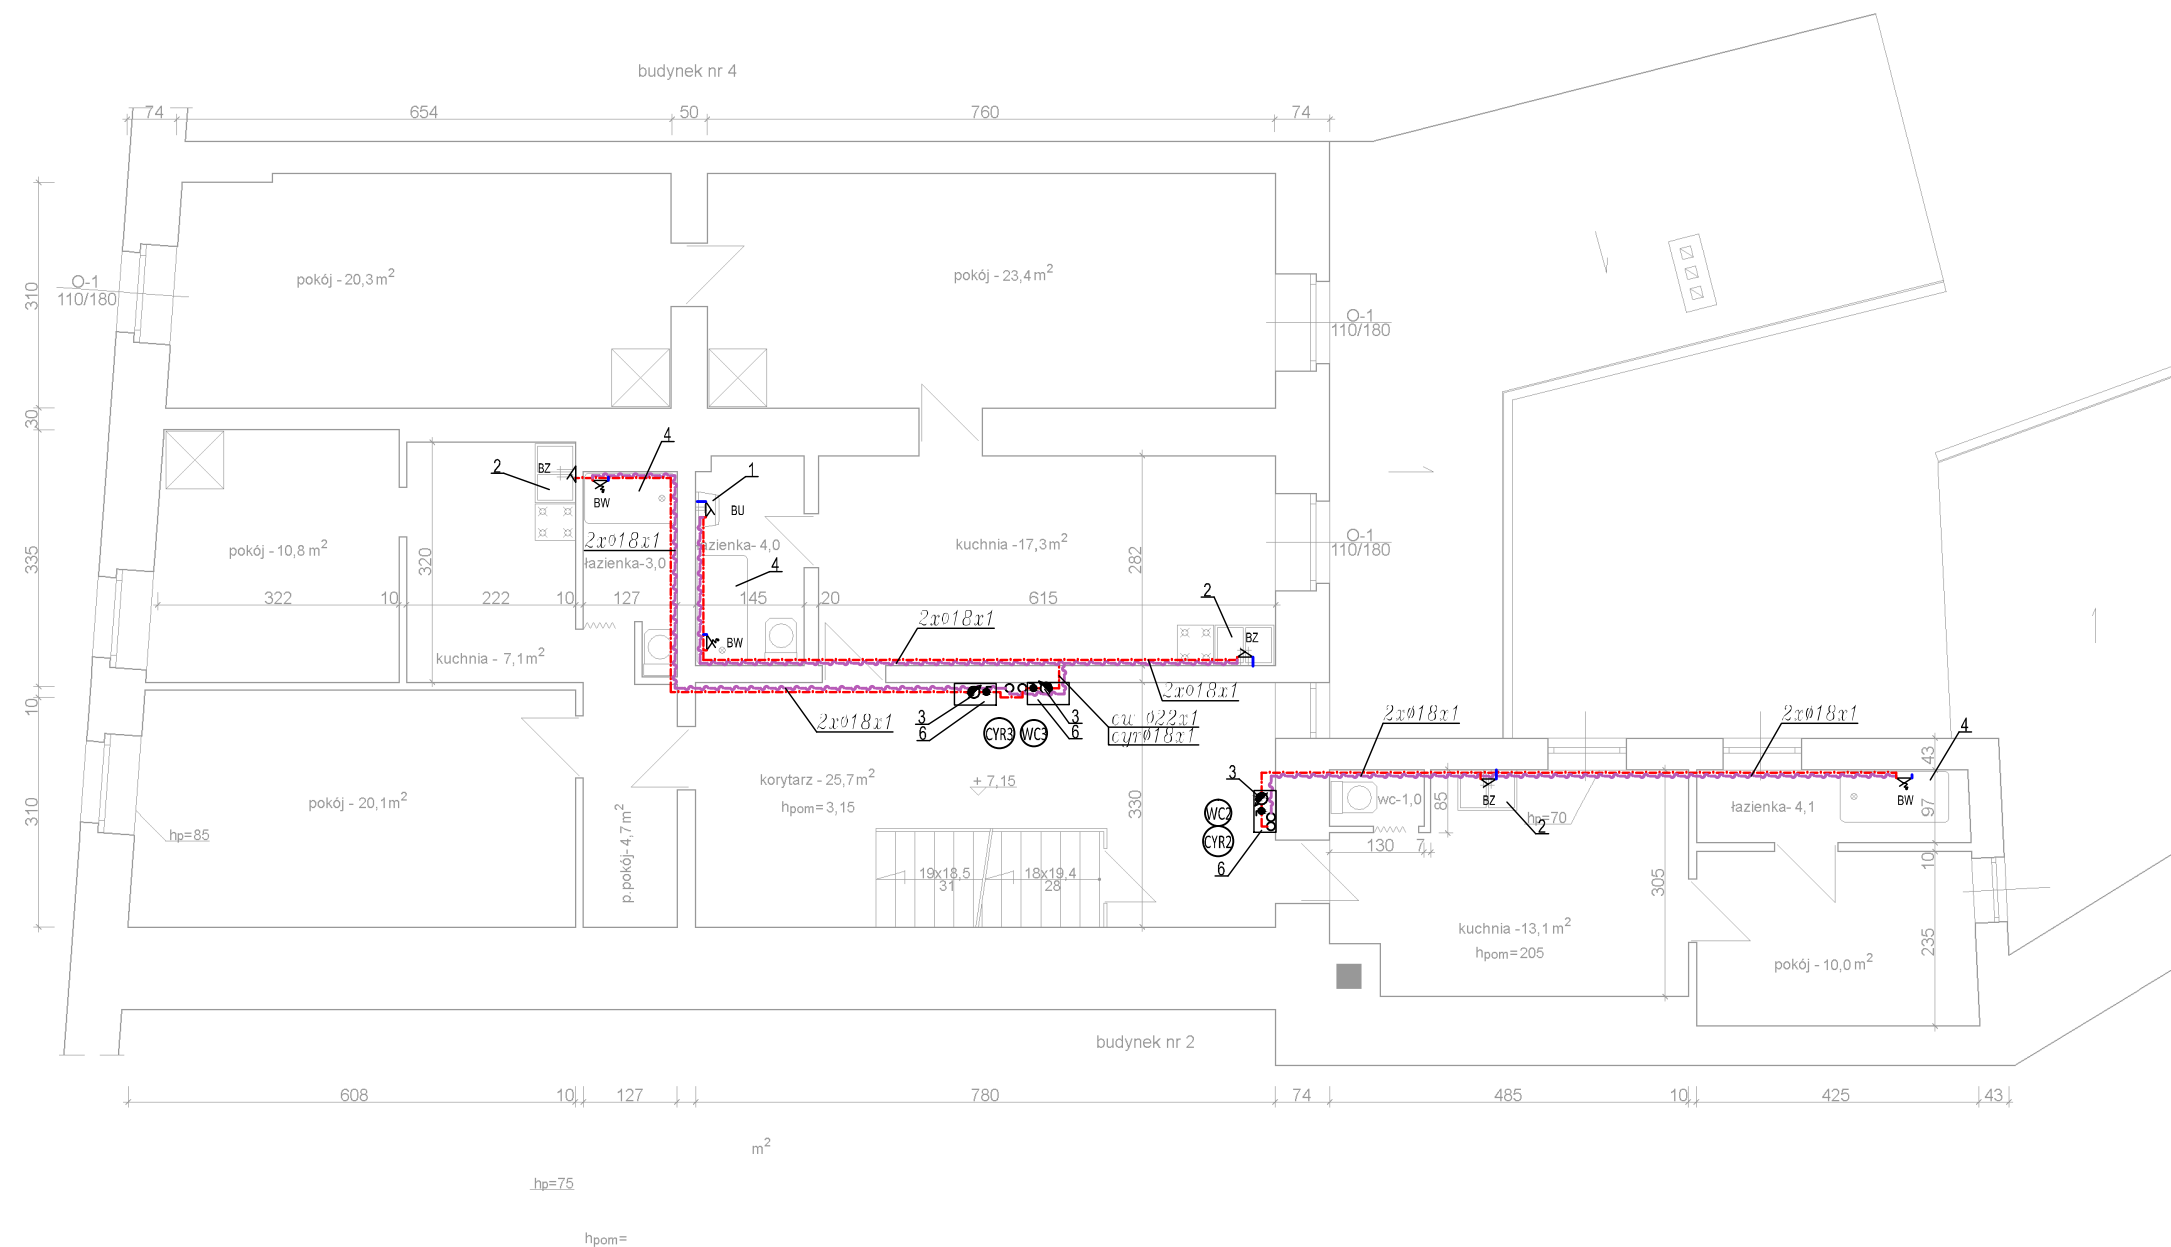 budynek nr 4
74
654
50
760
74
310
O-1
110/180
pokój - 20,3 m²
pokój - 23,4 m²
O-1
110/180
30
335
4
2
BZ
BW
1
BU
2xø18x1
łazienka- 4,0
łazienka-3,0
pokój - 10,8 m²
320
kuchnia -17,3 m²
282
O-1
110/180
4
322
10
222
10
127
145
20
615
2
2xø18x1
BW
BZ
kuchnia - 7,1 m²
2xø18x1
10
2xø18x1
3
6
CYR3
WC3
3
6
cw ø22x1
cyrø18x1
2xø18x1
2xø18x1
4
43
310
pokój - 20,1 m²
hp=85
p.pokój- 4,7 m²
korytarz - 25,7 m²
hpom= 3,15
+ 7,15
330
3
WC2
CYR2
6
wc-1,0
85
130
7
BZ
2
hp=70
łazienka- 4,1
BW
97
10
19x18,5
31
18x19,4
28
305
kuchnia -13,1 m²
hpom= 205
pokój - 10,0 m²
235
budynek nr 2
608
10
127
780
74
485
10
425
43
m²
hp=75
hpom=